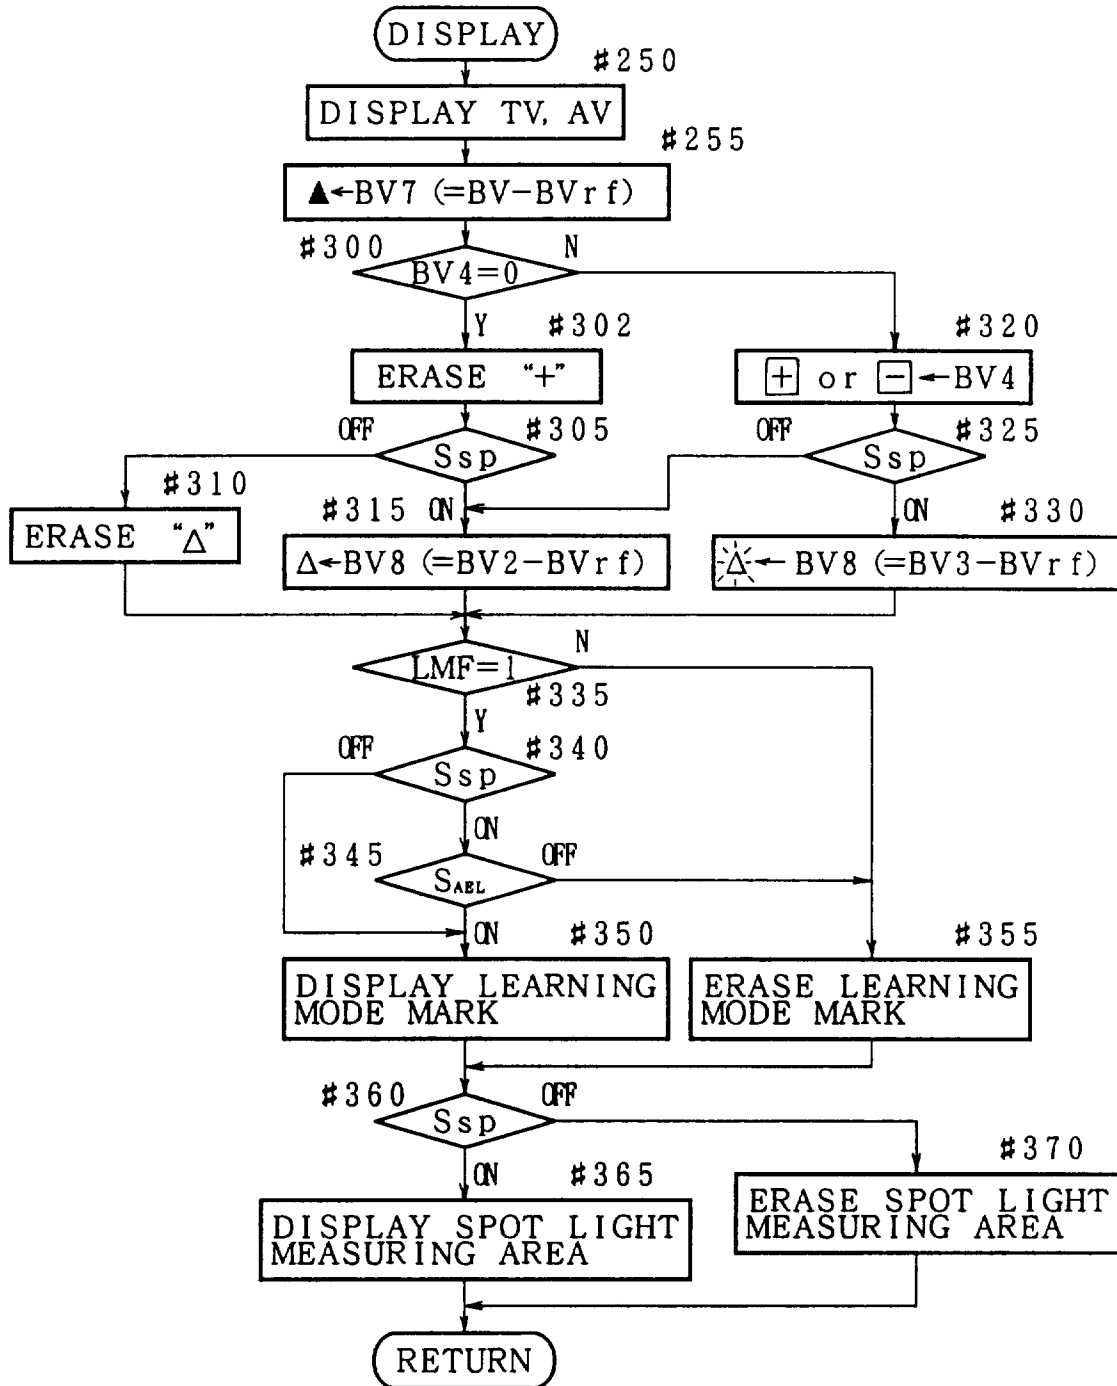 DISPLAY
#250
DISPLAY TV, AV
#255
▲←BV7 (=BV−BVrf)
#300
N
BV4=0
Y
#302
#320
ERASE "+"
+ or − ←BV4
OFF
#305
OFF
#325
Ssp
Ssp
#310
#315
ON
ON
#330
ERASE "△"
△←BV8 (=BV2−BVrf)
△← BV8 (=BV3−BVrf)
N
LMF=1
#335
Y
OFF
#340
Ssp
ON
#345
OFF
SAEL
ON
#350
#355
DISPLAY LEARNING
MODE MARK
ERASE LEARNING
MODE MARK
#360
OFF
Ssp
#370
ON
#365
ERASE SPOT LIGHT
MEASURING AREA
DISPLAY SPOT LIGHT
MEASURING AREA
RETURN